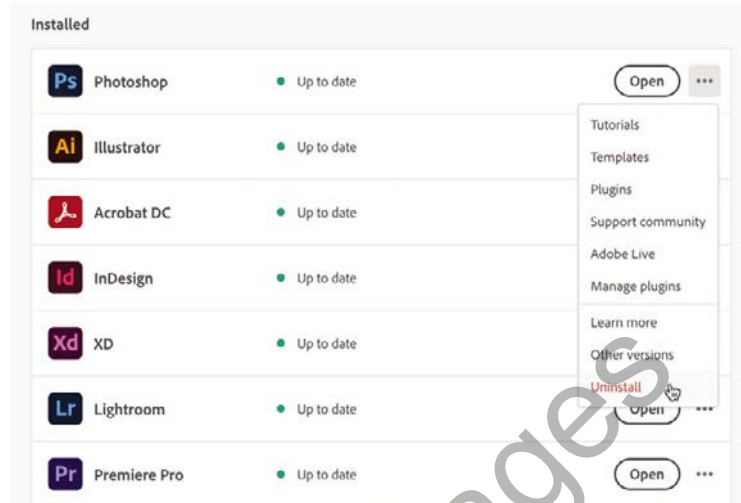 Installed
Ps Photoshop Up to date Open ...
Tutorials
Ai Illustrator Up to date
Templates
Plugins
Acrobat DC Up to date
Support community
Adobe Live
Id InDesign Up to date
Manage plugins
Learn more
Xd XD Up to date
Other versions
Uninstall
Lr Lightroom Up to date Open ...
Pr Premiere Pro Up to date Open ...